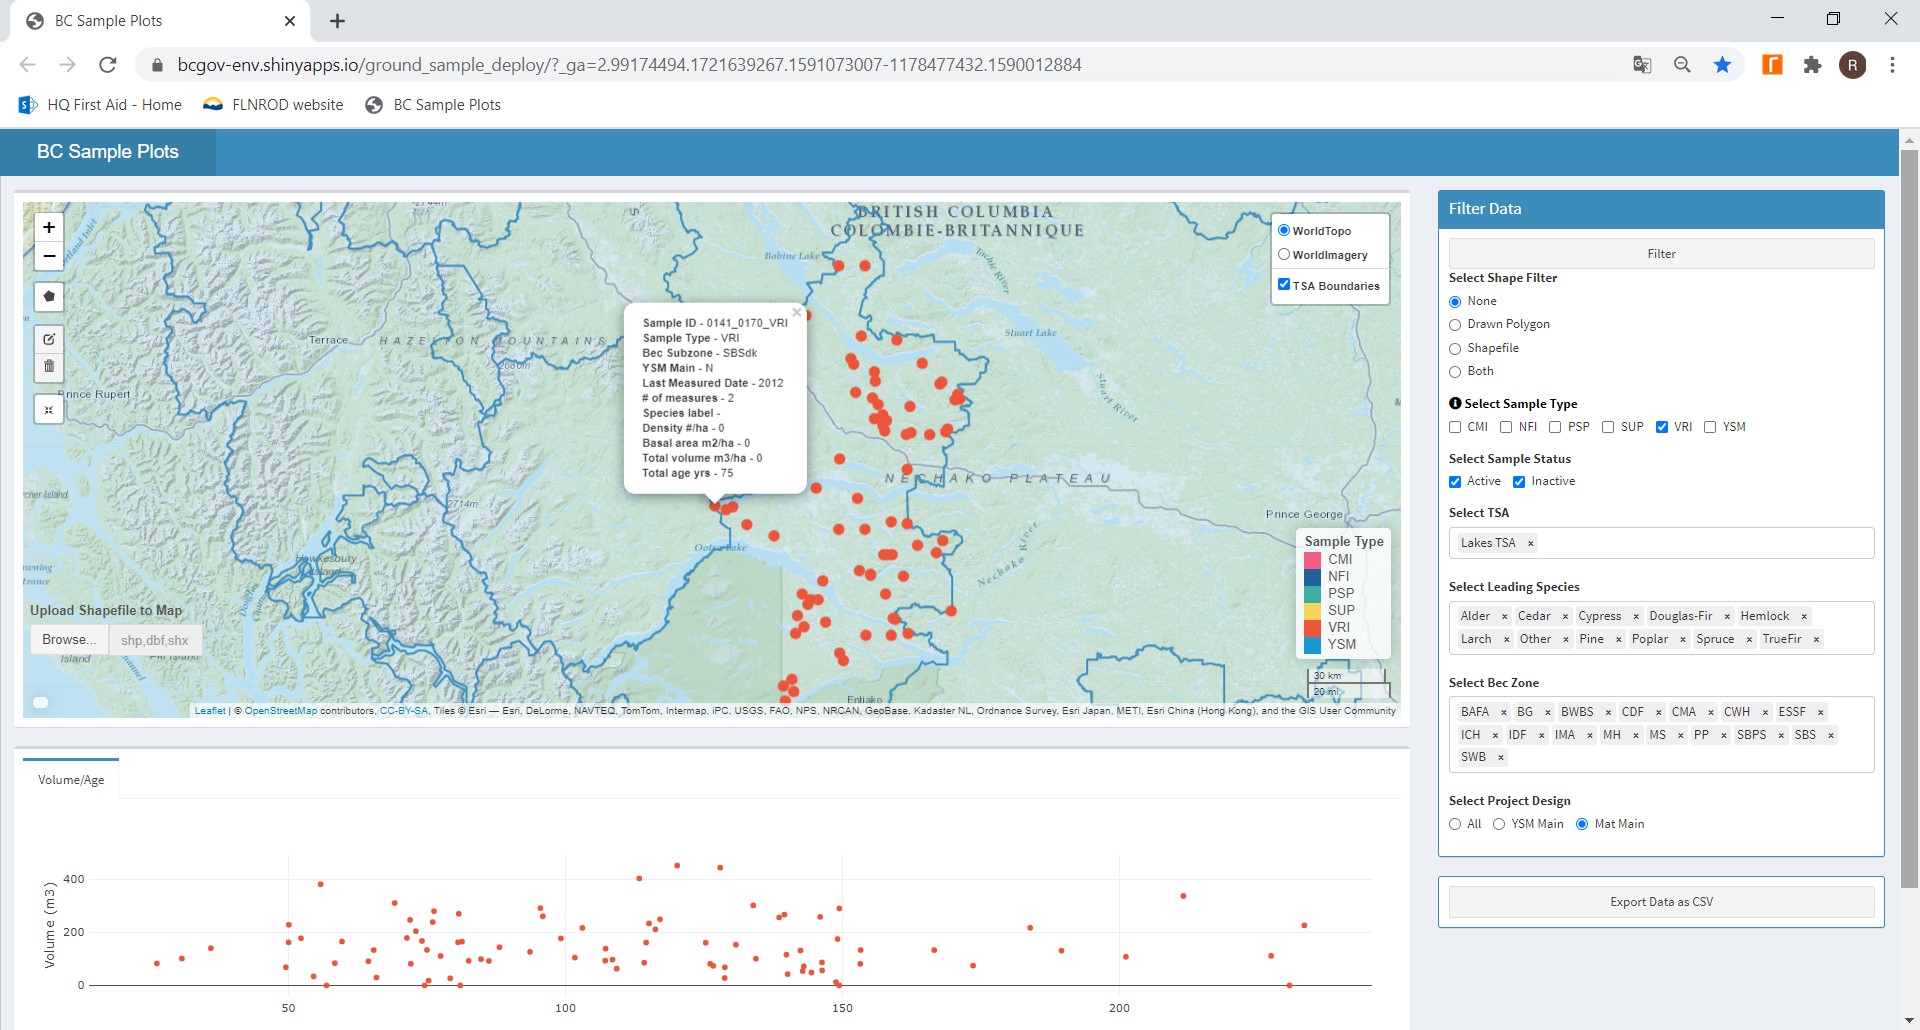 BC Sample Plots
bcgov-env.shinyapps.io/ground_sample_deploy/?_ga=2.99174494.1721639267.1591073007-1178477432.1590012884
R
HQ First Aid - Home
FLNROD website
BC Sample Plots
BC Sample Plots
+
−
BRITISH COLUMBIA
COLOMBIE-BRITANNIQUE
Babine Lake
Tachie River
Stuart Lake
Stuart River
Terrace
HAZELTON MOUNTAINS
2080m
Prince Rupert
2714m
NECHAKO PLATEAU
Prince George
Ootsa Lake
Nechako River
Hawkesbury
Island
Entiako
Island
Sample ID - 0141_0170_VRI
Sample Type - VRI
Bec Subzone - SBSdk
YSM Main - N
Last Measured Date - 2012
# of measures - 2
Species label -
Density #/ha - 0
Basal area m2/ha - 0
Total volume m3/ha - 0
Total age yrs - 75
WorldTopo
WorldImagery
TSA Boundaries
Upload Shapefile to Map
Browse...
shp,dbf,shx
Sample Type
CMI
NFI
PSP
SUP
VRI
YSM
30 km
20 mi
Leaflet | © OpenStreetMap contributors, CC-BY-SA, Tiles © Esri — Esri, DeLorme, NAVTEQ, TomTom, Intermap, iPC, USGS, FAO, NPS, NRCAN, GeoBase, Kadaster NL, Ordnance Survey, Esri Japan, METI, Esri China (Hong Kong), and the GIS User Community
Volume/Age
Volume (m3)
400
200
0
50 100 150 200
Filter Data
Filter
Select Shape Filter
None
Drawn Polygon
Shapefile
Both
Select Sample Type
CMI NFI PSP SUP VRI YSM
Select Sample Status
Active Inactive
Select TSA
Lakes TSA ×
Select Leading Species
Alder × Cedar × Cypress × Douglas-Fir × Hemlock ×
Larch × Other × Pine × Poplar × Spruce × TrueFir ×
Select Bec Zone
BAFA × BG × BWBS × CDF × CMA × CWH × ESSF ×
ICH × IDF × IMA × MH × MS × PP × SBPS × SBS ×
SWB ×
Select Project Design
All YSM Main Mat Main
Export Data as CSV